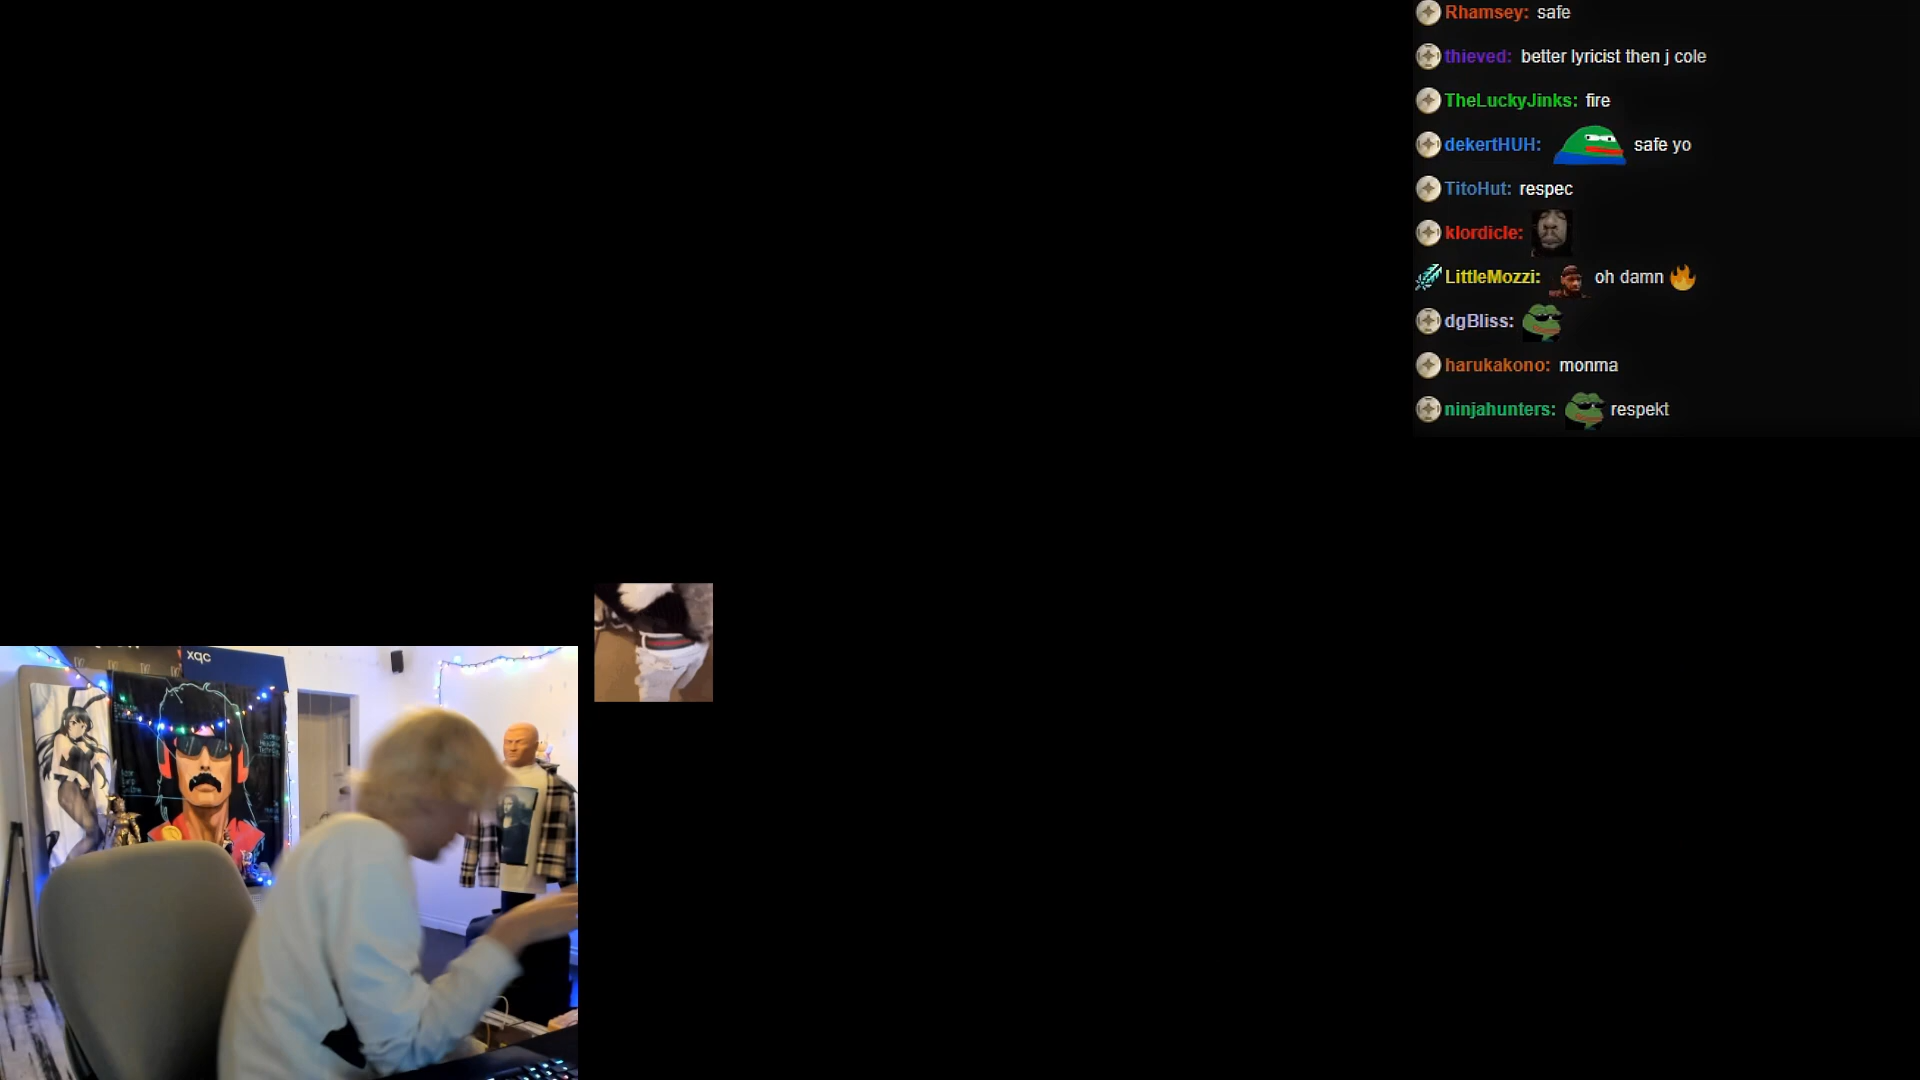 Rhamsey: safe
thieved: better lyricist then j cole
TheLuckyJinks: fire
dekertHUH: safe yo
TitoHut: respec
klordicle:
LittleMozzi: oh damn 🔥
dgBliss:
harukakono: monma
ninjahunters: respekt
xqc